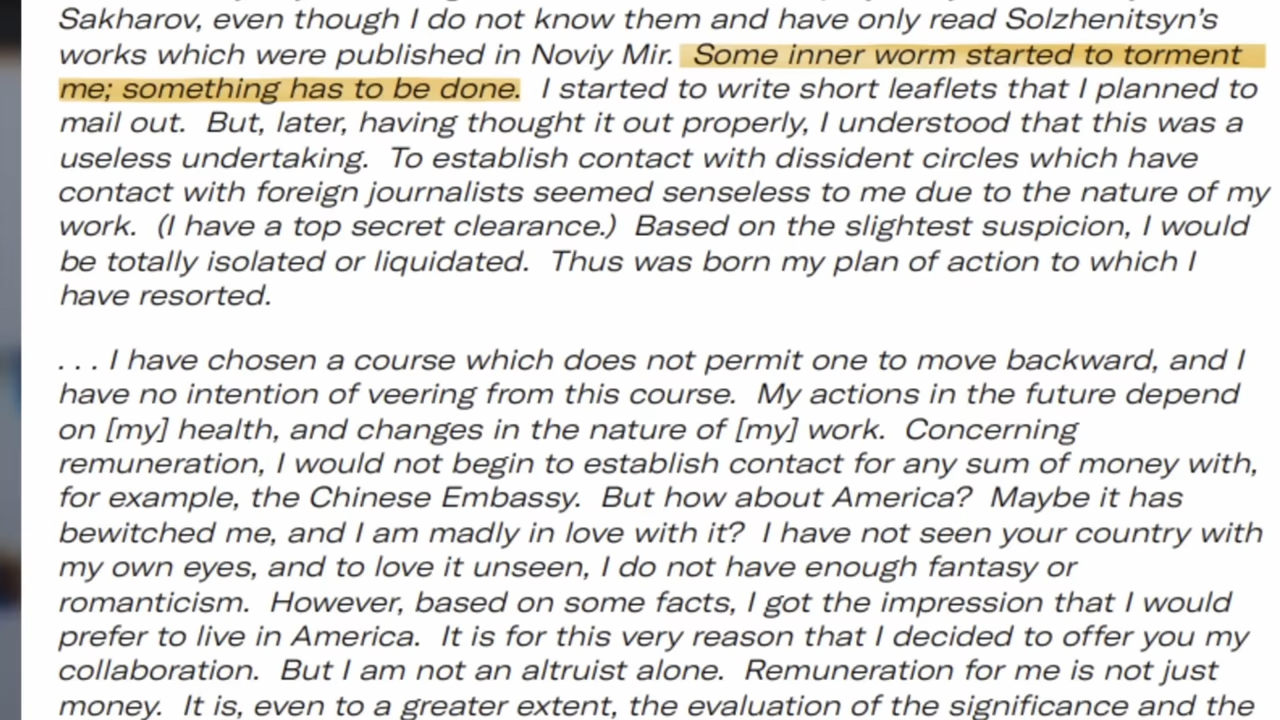 Sakharov, even though I do not know them and have only read Solzhenitsyn's
works which were published in Noviy Mir. Some inner worm started to torment
me; something has to be done. I started to write short leaflets that I planned to
mail out. But, later, having thought it out properly, I understood that this was a
useless undertaking. To establish contact with dissident circles which have
contact with foreign journalists seemed senseless to me due to the nature of my
work. (I have a top secret clearance.) Based on the slightest suspicion, I would
be totally isolated or liquidated. Thus was born my plan of action to which I
have resorted.
. . . I have chosen a course which does not permit one to move backward, and I
have no intention of veering from this course. My actions in the future depend
on [my] health, and changes in the nature of [my] work. Concerning
remuneration, I would not begin to establish contact for any sum of money with,
for example, the Chinese Embassy. But how about America? Maybe it has
bewitched me, and I am madly in love with it? I have not seen your country with
my own eyes, and to love it unseen, I do not have enough fantasy or
romanticism. However, based on some facts, I got the impression that I would
prefer to live in America. It is for this very reason that I decided to offer you my
collaboration. But I am not an altruist alone. Remuneration for me is not just
money. It is, even to a greater extent, the evaluation of the significance and the